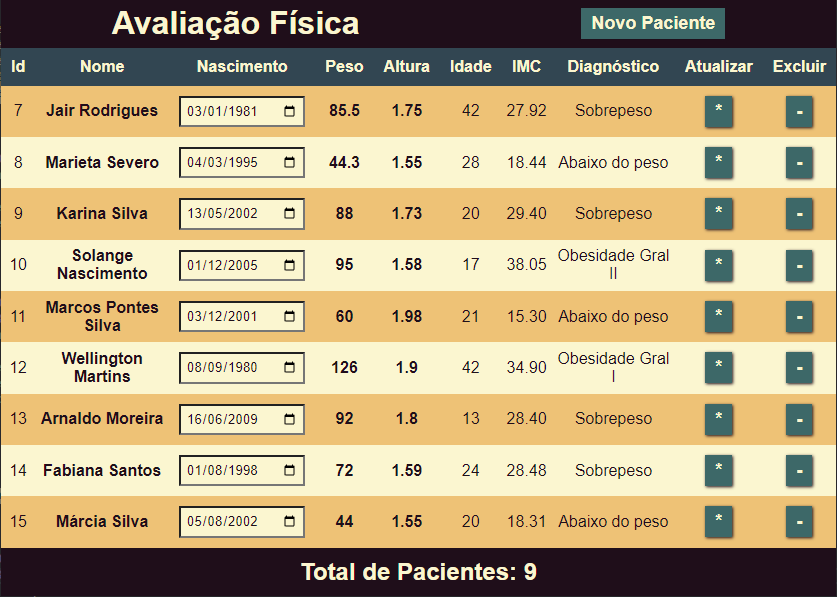 Avaliação Física Novo Paciente
Id Nome Nascimento Peso Altura Idade IMC Diagnóstico Atualizar Excluir
7 Jair Rodrigues 03/01/1981 85.5 1.75 42 27.92 Sobrepeso * -
8 Marieta Severo 04/03/1995 44.3 1.55 28 18.44 Abaixo do peso * -
9 Karina Silva 13/05/2002 88 1.73 20 29.40 Sobrepeso * -
10 Solange Nascimento 01/12/2005 95 1.58 17 38.05 Obesidade Gral II * -
11 Marcos Pontes Silva 03/12/2001 60 1.98 21 15.30 Abaixo do peso * -
12 Wellington Martins 08/09/1980 126 1.9 42 34.90 Obesidade Gral I * -
13 Arnaldo Moreira 16/06/2009 92 1.8 13 28.40 Sobrepeso * -
14 Fabiana Santos 01/08/1998 72 1.59 24 28.48 Sobrepeso * -
15 Márcia Silva 05/08/2002 44 1.55 20 18.31 Abaixo do peso * -
Total de Pacientes: 9